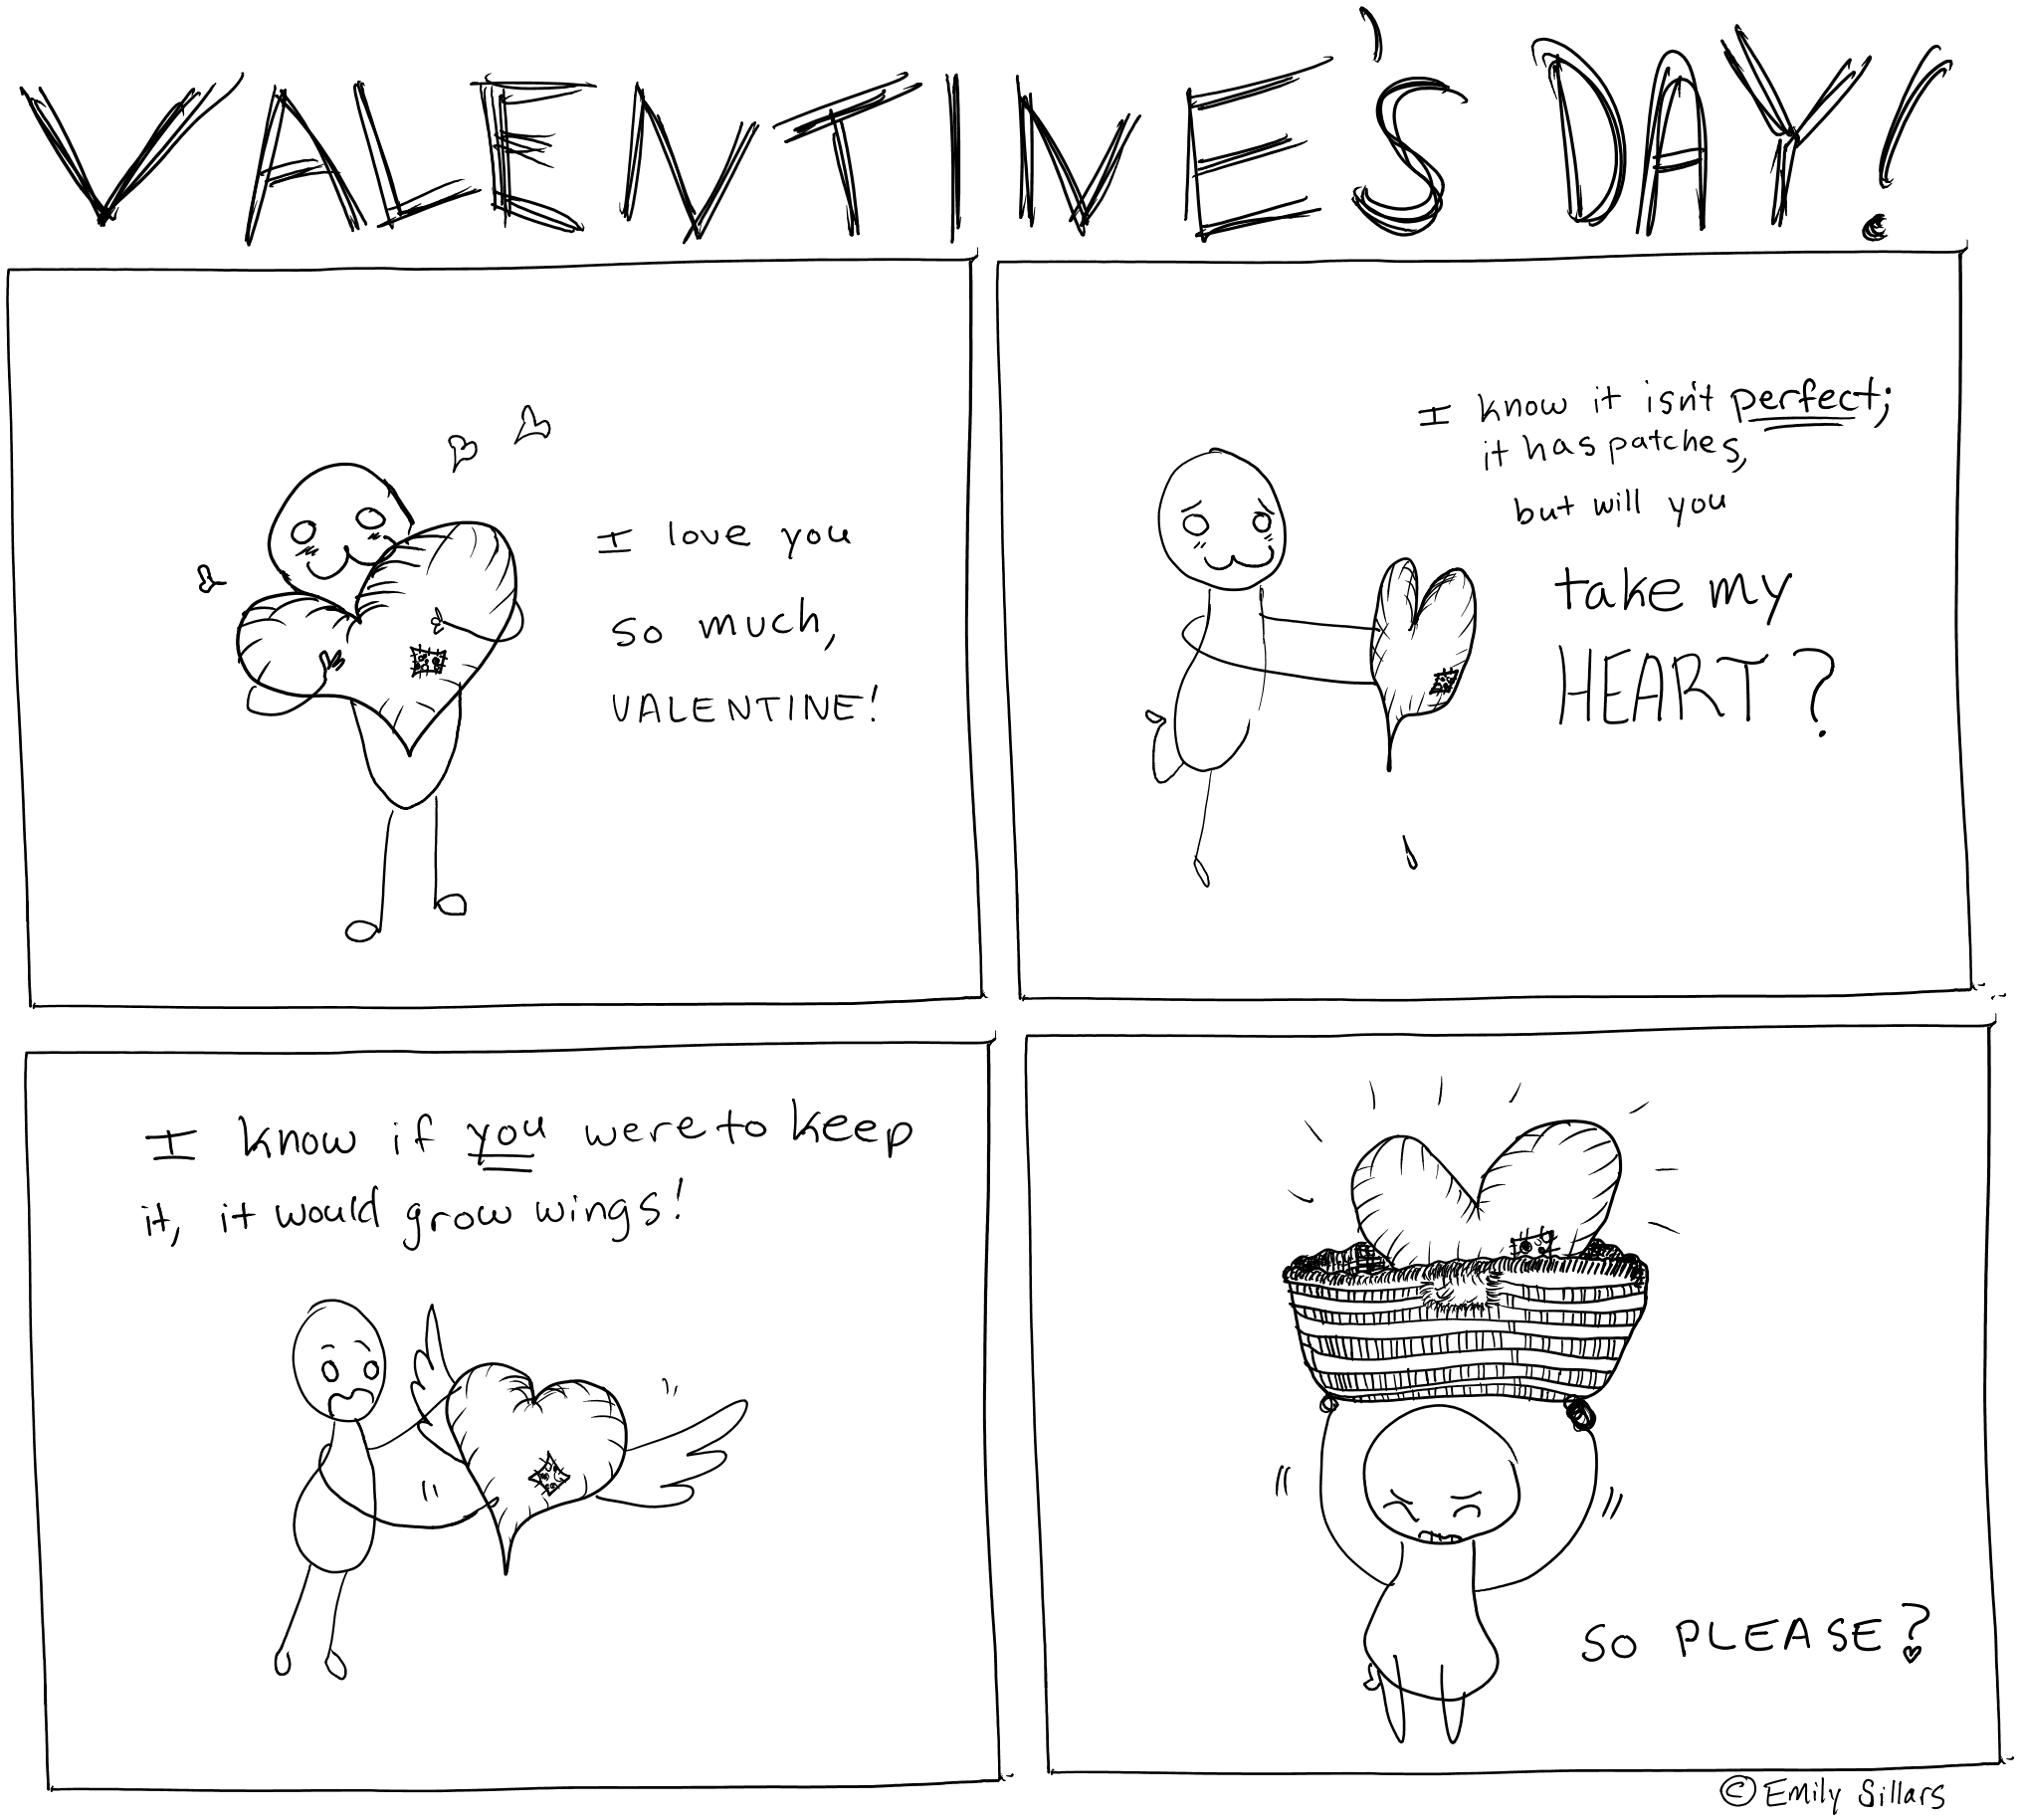 VALENTINE'S DAY!
I love you
so much,
VALENTINE!
I know it isn't perfect;
it has patches,
but will you
take my
HEART?
I know if you were to keep
it, it would grow wings!
SO PLEASE?
© Emily Sillars